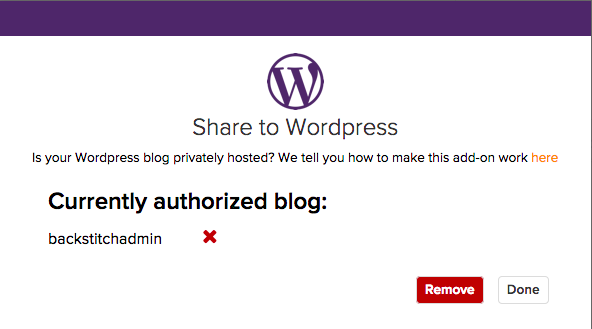 Share to Wordpress
Is your Wordpress blog privately hosted? We tell you how to make this add-on work here
Currently authorized blog:
backstitchadmin
Remove Done